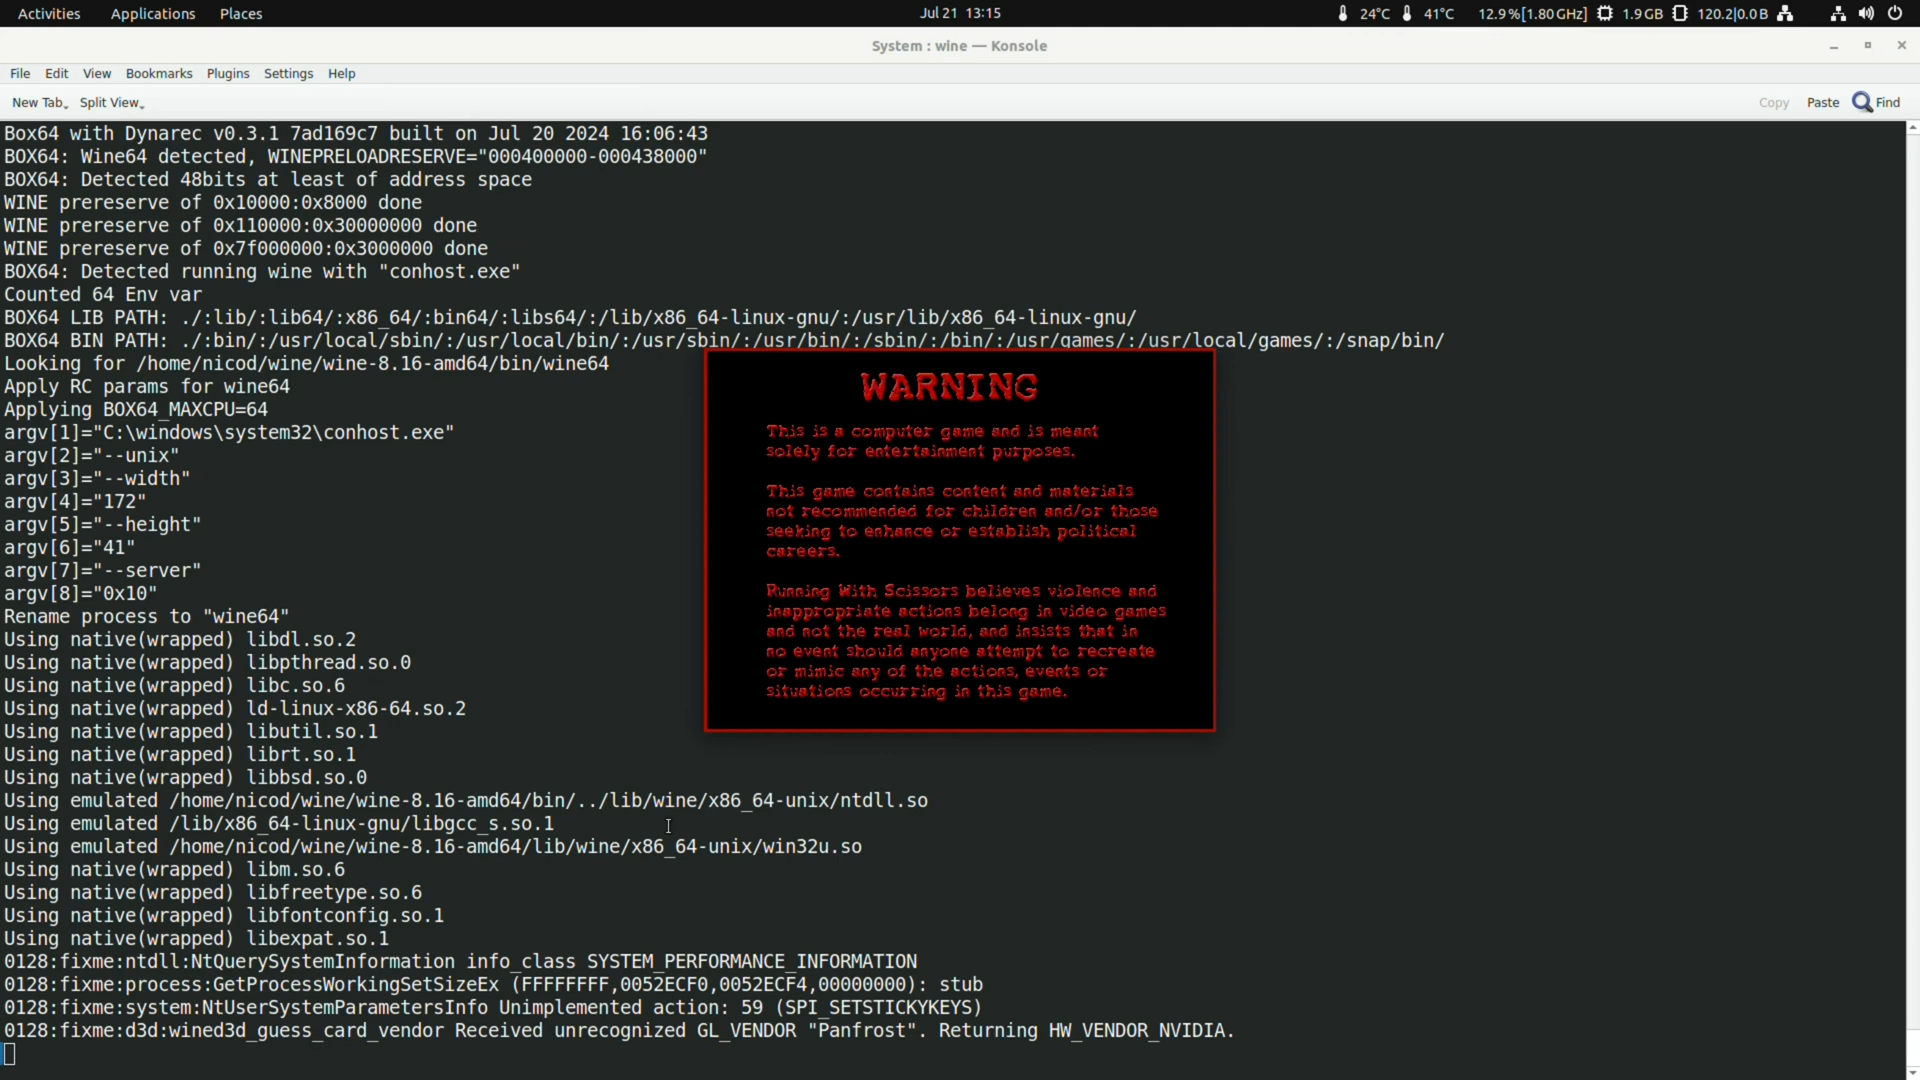 Activities Applications Places Jul 21 13:15 24°C 41°C 12.9%[1.80GHz] 1.9GB 120.2|0.0B
System : wine — Konsole
File Edit View Bookmarks Plugins Settings Help
New Tab Split View Copy Paste Find
Box64 with Dynarec v0.3.1 7ad169c7 built on Jul 20 2024 16:06:43
BOX64: Wine64 detected, WINEPRELOADRESERVE="000400000-000438000"
BOX64: Detected 48bits at least of address space
WINE prereserve of 0x10000:0x8000 done
WINE prereserve of 0x110000:0x30000000 done
WINE prereserve of 0x7f000000:0x3000000 done
BOX64: Detected running wine with "conhost.exe"
Counted 64 Env var
BOX64 LIB PATH: ./:lib/:lib64/:x86_64/:bin64/:libs64/:/lib/x86_64-linux-gnu/:/usr/lib/x86_64-linux-gnu/
BOX64 BIN PATH: ./:bin/:/usr/local/sbin/:/usr/local/bin/:/usr/sbin/:/usr/bin/:/sbin/:/bin/:/usr/games/:/usr/local/games/:/snap/bin/
Looking for /home/nicod/wine/wine-8.16-amd64/bin/wine64
Apply RC params for wine64
Applying BOX64_MAXCPU=64
argv[1]="C:\windows\system32\conhost.exe"
argv[2]="--unix"
argv[3]="--width"
argv[4]="172"
argv[5]="--height"
argv[6]="41"
argv[7]="--server"
argv[8]="0x10"
Rename process to "wine64"
Using native(wrapped) libdl.so.2
Using native(wrapped) libpthread.so.0
Using native(wrapped) libc.so.6
Using native(wrapped) ld-linux-x86-64.so.2
Using native(wrapped) libutil.so.1
Using native(wrapped) librt.so.1
Using native(wrapped) libbsd.so.0
Using emulated /home/nicod/wine/wine-8.16-amd64/bin/../lib/wine/x86_64-unix/ntdll.so
Using emulated /lib/x86_64-linux-gnu/libgcc_s.so.1
Using emulated /home/nicod/wine/wine-8.16-amd64/lib/wine/x86_64-unix/win32u.so
Using native(wrapped) libm.so.6
Using native(wrapped) libfreetype.so.6
Using native(wrapped) libfontconfig.so.1
Using native(wrapped) libexpat.so.1
0128:fixme:ntdll:NtQuerySystemInformation info_class SYSTEM_PERFORMANCE_INFORMATION
0128:fixme:process:GetProcessWorkingSetSizeEx (FFFFFFFF,0052ECF0,0052ECF4,00000000): stub
0128:fixme:system:NtUserSystemParametersInfo Unimplemented action: 59 (SPI_SETSTICKYKEYS)
0128:fixme:d3d:wined3d_guess_card_vendor Received unrecognized GL_VENDOR "Panfrost". Returning HW_VENDOR_NVIDIA.
WARNING
This is a computer game and is meant
solely for entertainment purposes.
This game contains content and materials
not recommended for children and/or those
seeking to enhance or establish political
careers.
Running With Scissors believes violence and
inappropriate actions belong in video games
and not the real world, and insists that in
no event should anyone attempt to recreate
or mimic any of the actions, events or
situations occurring in this game.